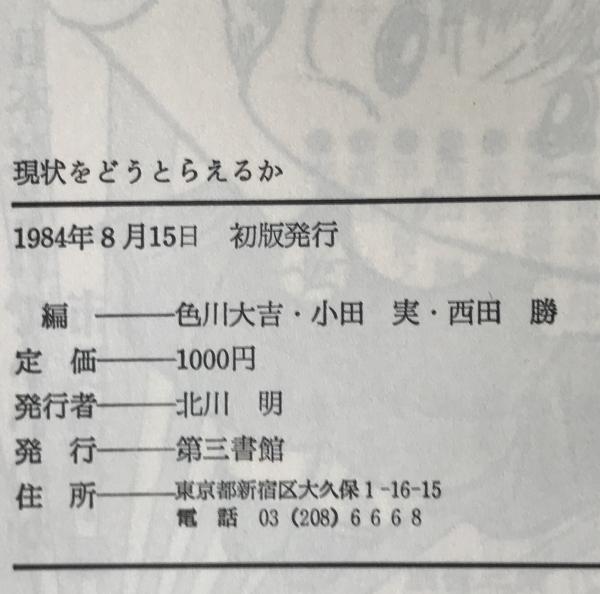 現状をどうとらえるか
1984年8月15日　初版発行
編———色川大吉・小田　実・西田　勝
定　価———1000円
発行者———北川　明
発　行———第三書館
住　所———東京都新宿区大久保1-16-15
電　話　03（208）6668